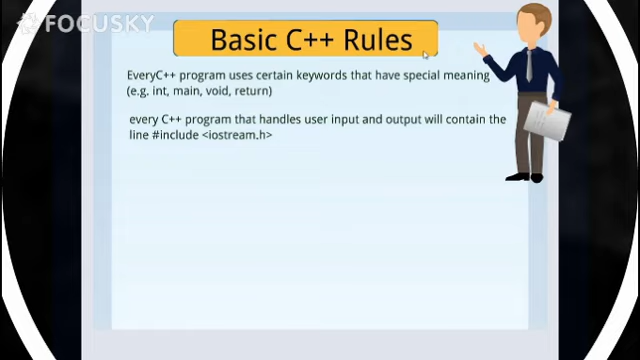 FOCUSKY
Basic C++ Rules
EveryC++ program uses certain keywords that have special meaning
(e.g. int, main, void, return)
every C++ program that handles user input and output will contain the
line #include <iostream.h>